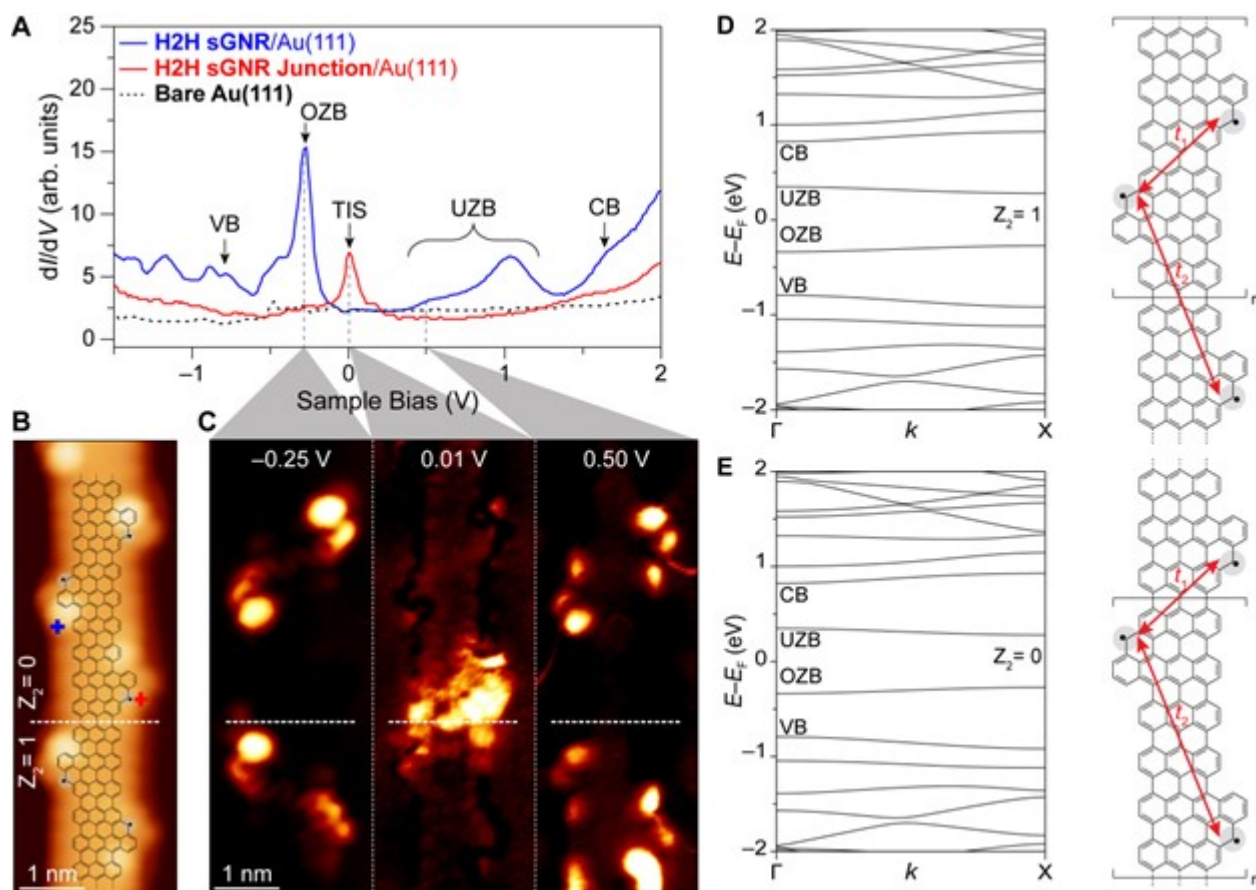 A
25
20
15
10
5
0
dI/dV (arb. units)
H2H sGNR/Au(111)
H2H sGNR Junction/Au(111)
Bare Au(111)
OZB
VB
TIS
UZB
CB
−1
0
1
2
Sample Bias (V)
B
Z2 = 0
Z2 = 1
1 nm
C
−0.25 V
0.01 V
0.50 V
1 nm
D
2
1
0
−1
−2
E–EF (eV)
CB
UZB
Z2 = 1
OZB
VB
Γ
k
X
t1
t2
n
E
2
1
0
−1
−2
E–EF (eV)
CB
UZB
Z2 = 0
OZB
VB
Γ
k
X
t1
t2
n